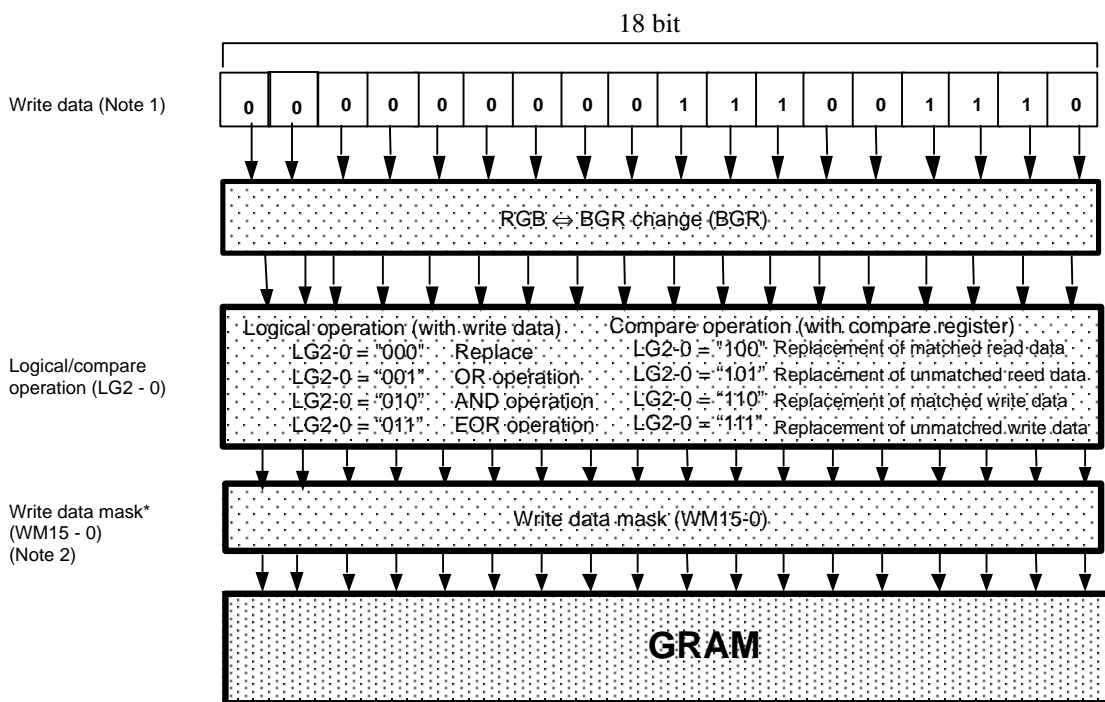 18 bit
Write data (Note 1)
0 0 0 0 0 0 0 0 0 1 1 1 0 0 1 1 1 0
RGB ⇔ BGR change (BGR)
Logical/compare
operation (LG2 - 0)
Logical operation (with write data)
LG2-0 = "000" Replace
LG2-0 = “001” OR operation
LG2-0 = “010” AND operation
LG2-0 = “011” EOR operation
Compare operation (with compare register)
LG2-0 = "100" Replacement of matched read data
LG2-0 = “101” Replacement of unmatched reed data
LG2-0 = “110” Replacement of matched write data
LG2-0 = “111” Replacement of unmatched write data
Write data mask*
(WM15 - 0)
(Note 2)
Write data mask (WM15-0)
GRAM